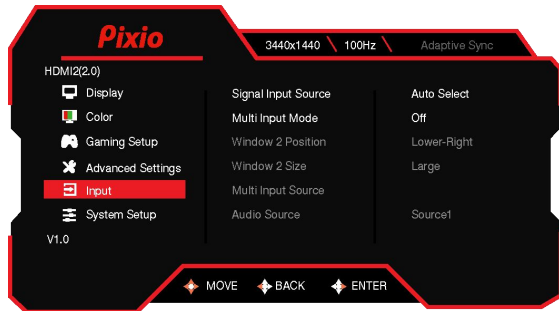 Pixio
3440x1440 \ 100Hz \ Adaptive Sync
HDMI2(2.0)
Display
Color
Gaming Setup
Advanced Settings
Input
System Setup
Signal Input Source Auto Select
Multi Input Mode Off
Window 2 Position Lower-Right
Window 2 Size Large
Multi Input Source
Audio Source Source1
V1.0
MOVE BACK ENTER